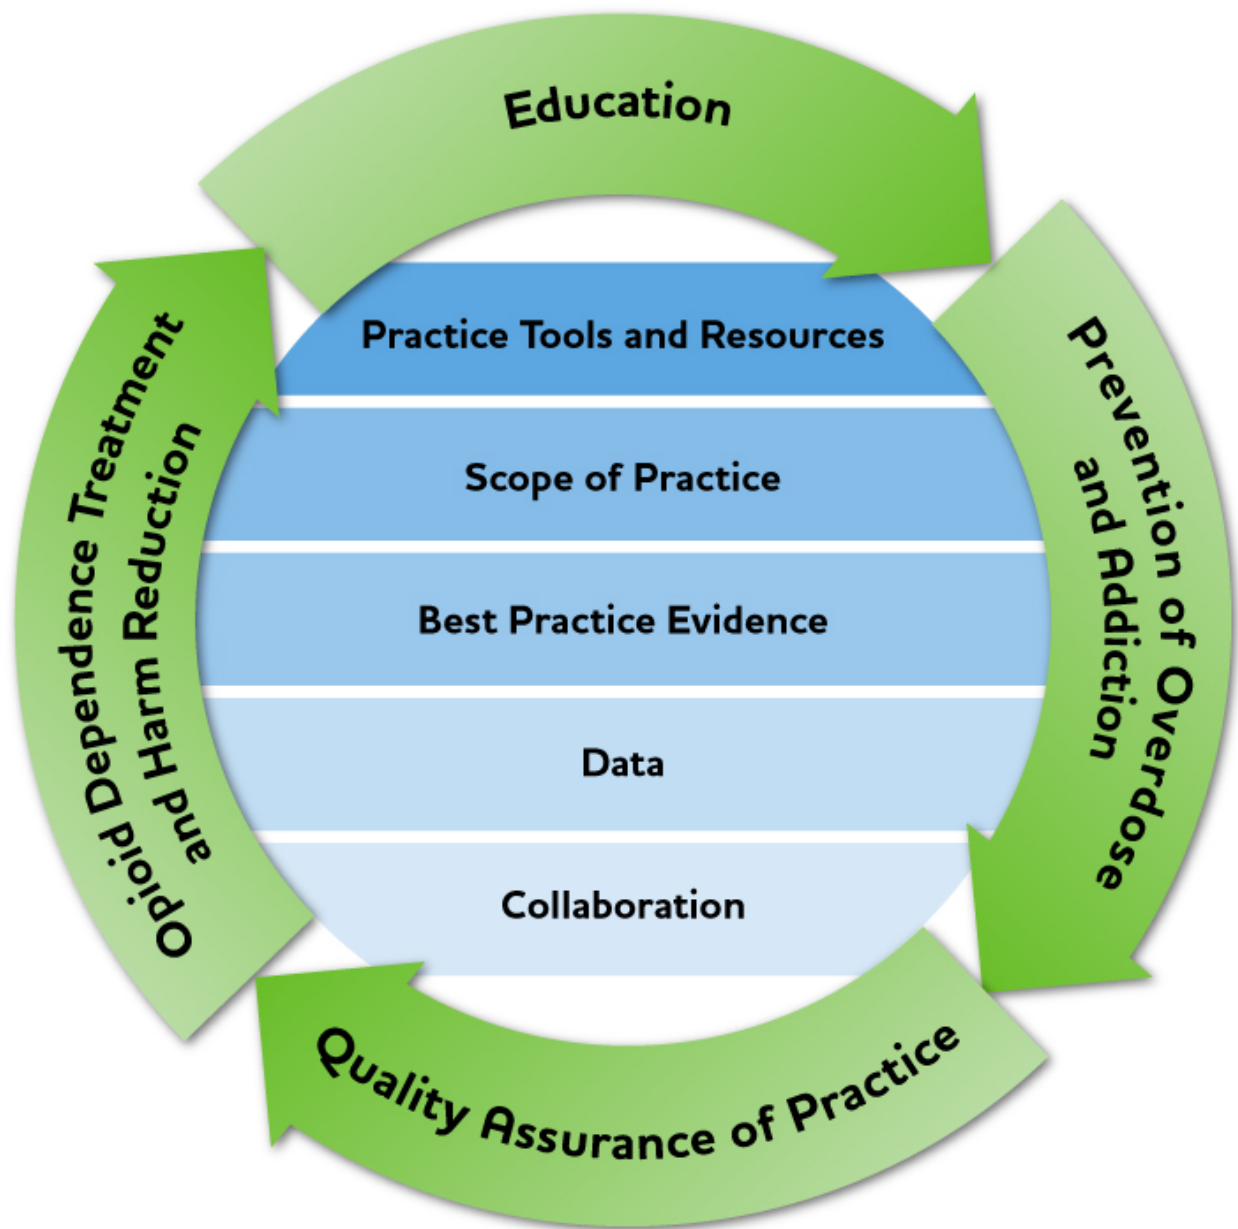 Education
Prevention of Overdose
and Addiction
Quality Assurance of Practice
Opioid Dependence Treatment
and Harm Reduction
Practice Tools and Resources
Scope of Practice
Best Practice Evidence
Data
Collaboration